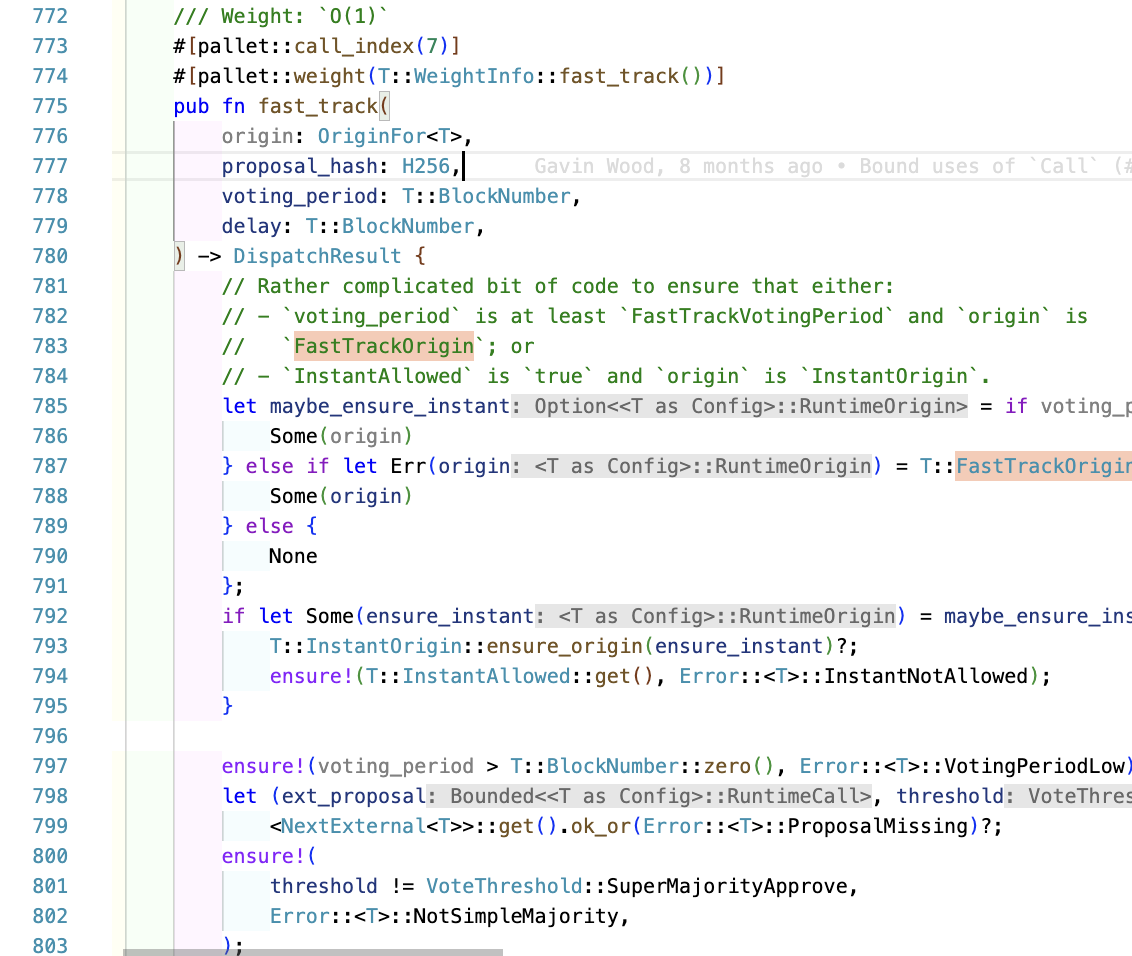 772 /// Weight: `O(1)`
773 #[pallet::call_index(7)]
774 #[pallet::weight(T::WeightInfo::fast_track())]
775 pub fn fast_track(
776 origin: OriginFor<T>,
777 proposal_hash: H256, Gavin Wood, 8 months ago • Bound uses of `Call` (#
778 voting_period: T::BlockNumber,
779 delay: T::BlockNumber,
780 ) -> DispatchResult {
781 // Rather complicated bit of code to ensure that either:
782 // - `voting_period` is at least `FastTrackVotingPeriod` and `origin` is
783 //   `FastTrackOrigin`; or
784 // - `InstantAllowed` is `true` and `origin` is `InstantOrigin`.
785 let maybe_ensure_instant: Option<<T as Config>::RuntimeOrigin> = if voting_p
786 Some(origin)
787 } else if let Err(origin: <T as Config>::RuntimeOrigin) = T::FastTrackOrigin
788 Some(origin)
789 } else {
790 None
791 };
792 if let Some(ensure_instant: <T as Config>::RuntimeOrigin) = maybe_ensure_ins
793 T::InstantOrigin::ensure_origin(ensure_instant)?;
794 ensure!(T::InstantAllowed::get(), Error::<T>::InstantNotAllowed);
795 }
796
797 ensure!(voting_period > T::BlockNumber::zero(), Error::<T>::VotingPeriodLow)
798 let (ext_proposal: Bounded<<T as Config>::RuntimeCall>, threshold: VoteThres
799 <NextExternal<T>>::get().ok_or(Error::<T>::ProposalMissing)?;
800 ensure!(
801 threshold != VoteThreshold::SuperMajorityApprove,
802 Error::<T>::NotSimpleMajority,
803 );